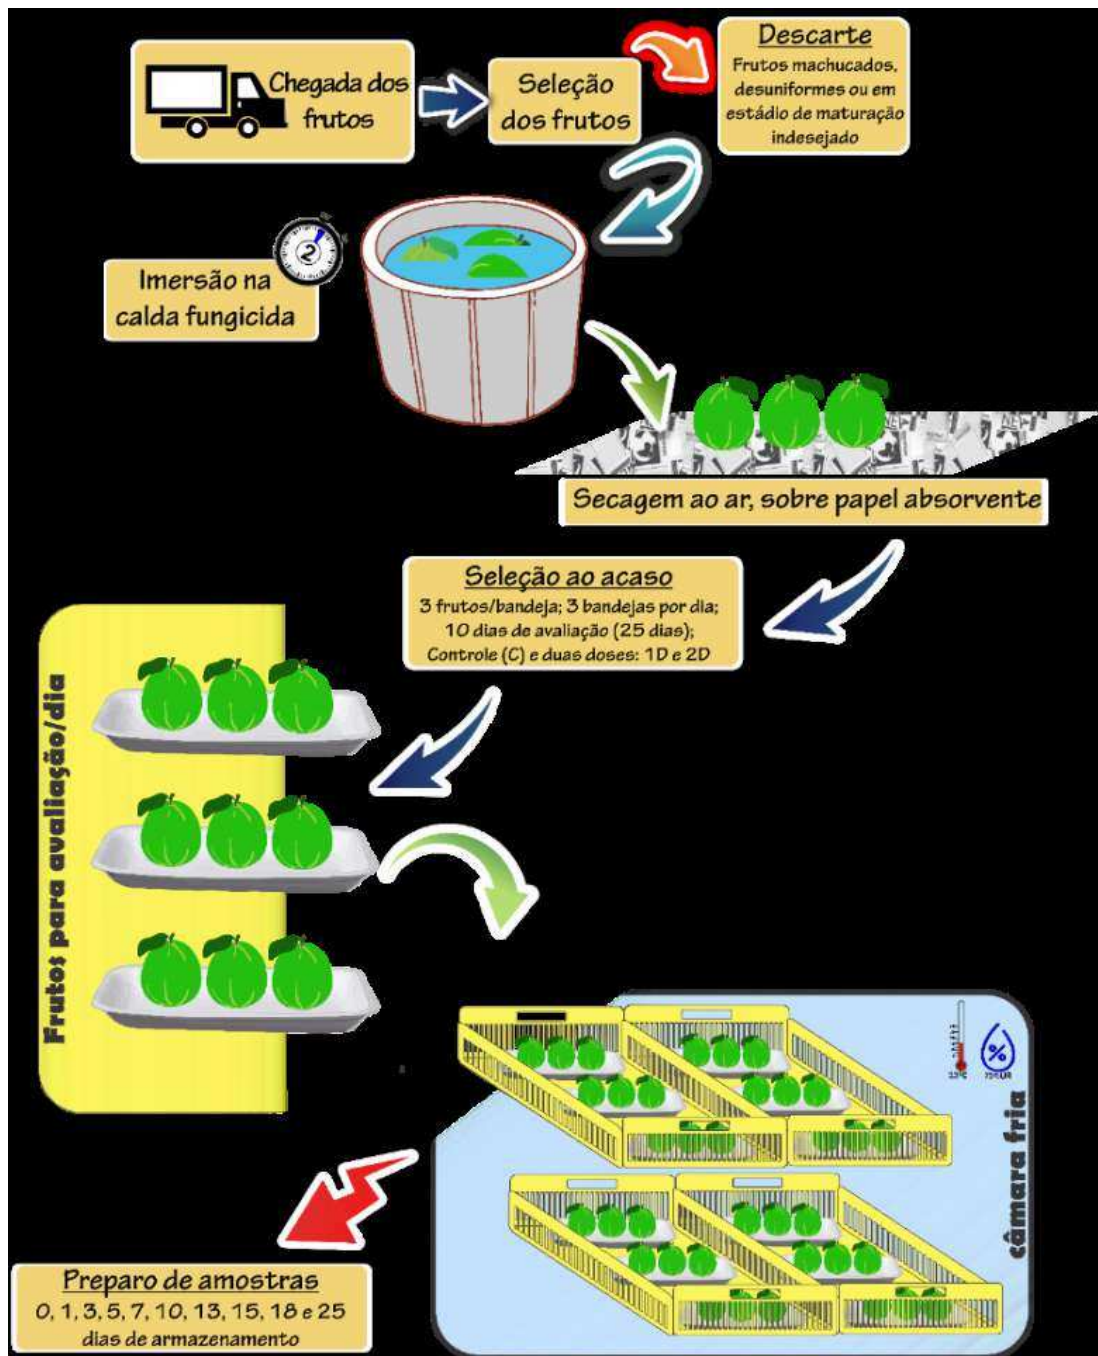 Chegada dos
frutos
Seleção
dos frutos
Descarte
Frutos machucados,
desuniformes ou em
estádio de maturação
indesejado
2
Imersão na
calda fungicida
Secagem ao ar, sobre papel absorvente
Seleção ao acaso
3 frutos/bandeja; 3 bandejas por dia;
10 dias de avaliação (25 dias);
Controle (C) e duas doses: 1D e 2D
Frutos para avaliação/dia
%
câmara fria
Preparo de amostras
0, 1, 3, 5, 7, 10, 13, 15, 18 e 25
dias de armazenamento